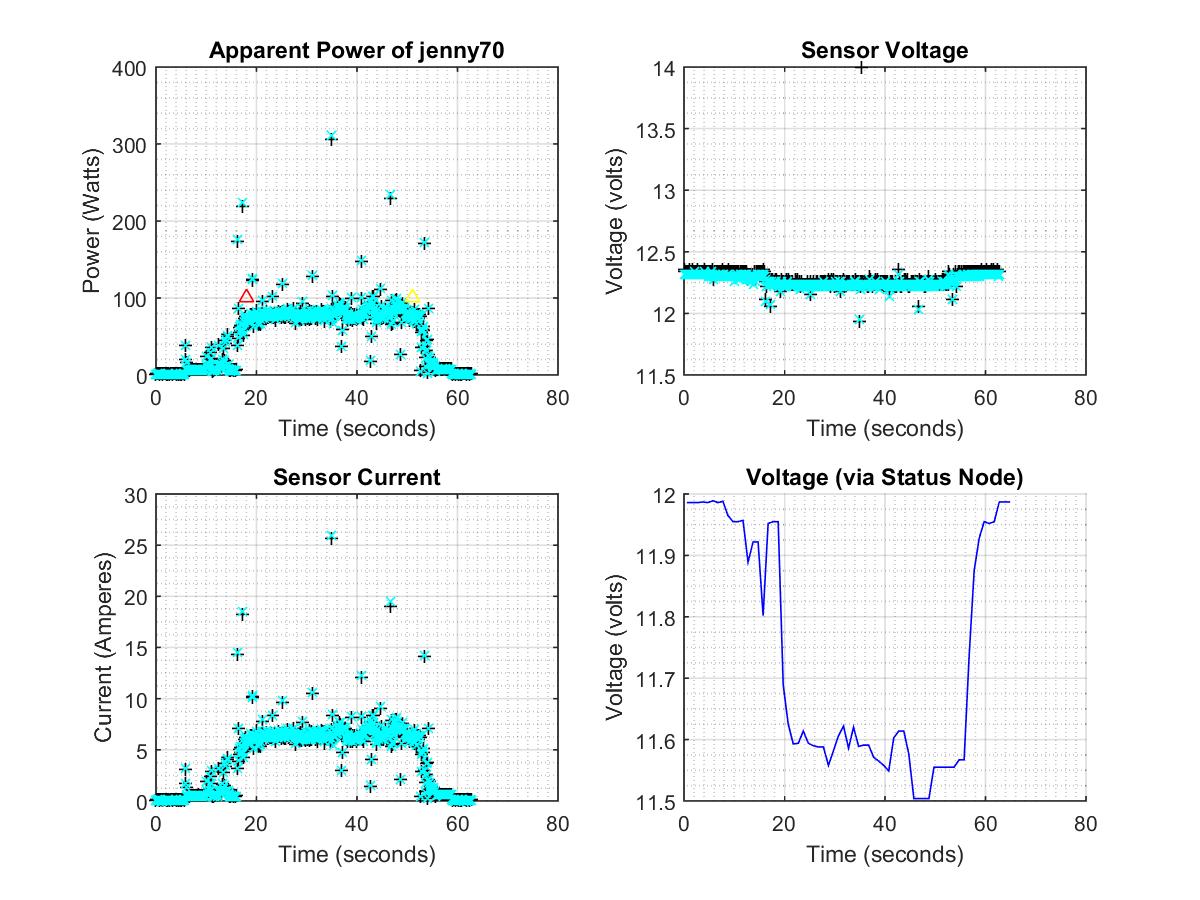 Apparent Power of jenny70
400
300
200
100
0
Power (Watts)
0 20 40 60 80
Time (seconds)
Sensor Voltage
14
13.5
13
12.5
12
11.5
Voltage (volts)
0 20 40 60 80
Time (seconds)
Sensor Current
30
25
20
15
10
5
0
Current (Amperes)
0 20 40 60 80
Time (seconds)
Voltage (via Status Node)
12
11.9
11.8
11.7
11.6
11.5
Voltage (volts)
0 20 40 60 80
Time (seconds)